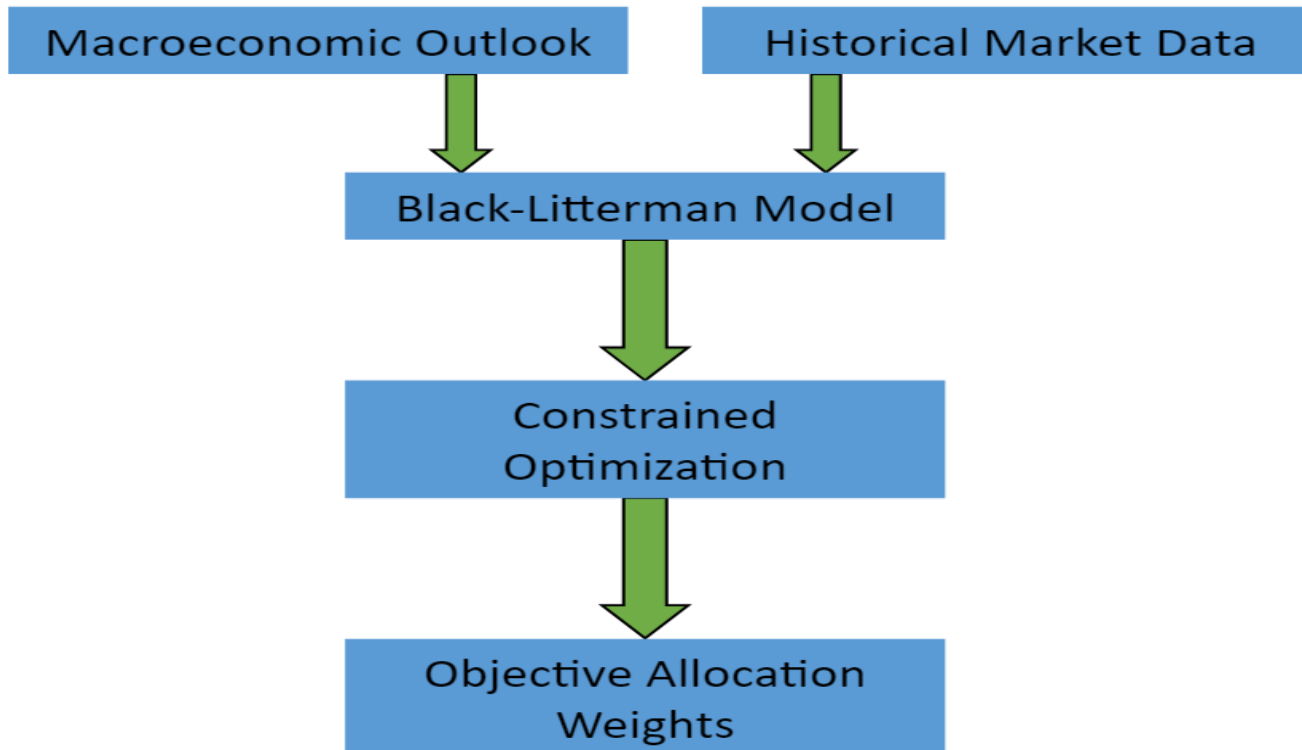 Macroeconomic Outlook
Historical Market Data
Black-Litterman Model
Constrained
Optimization
Objective Allocation
Weights